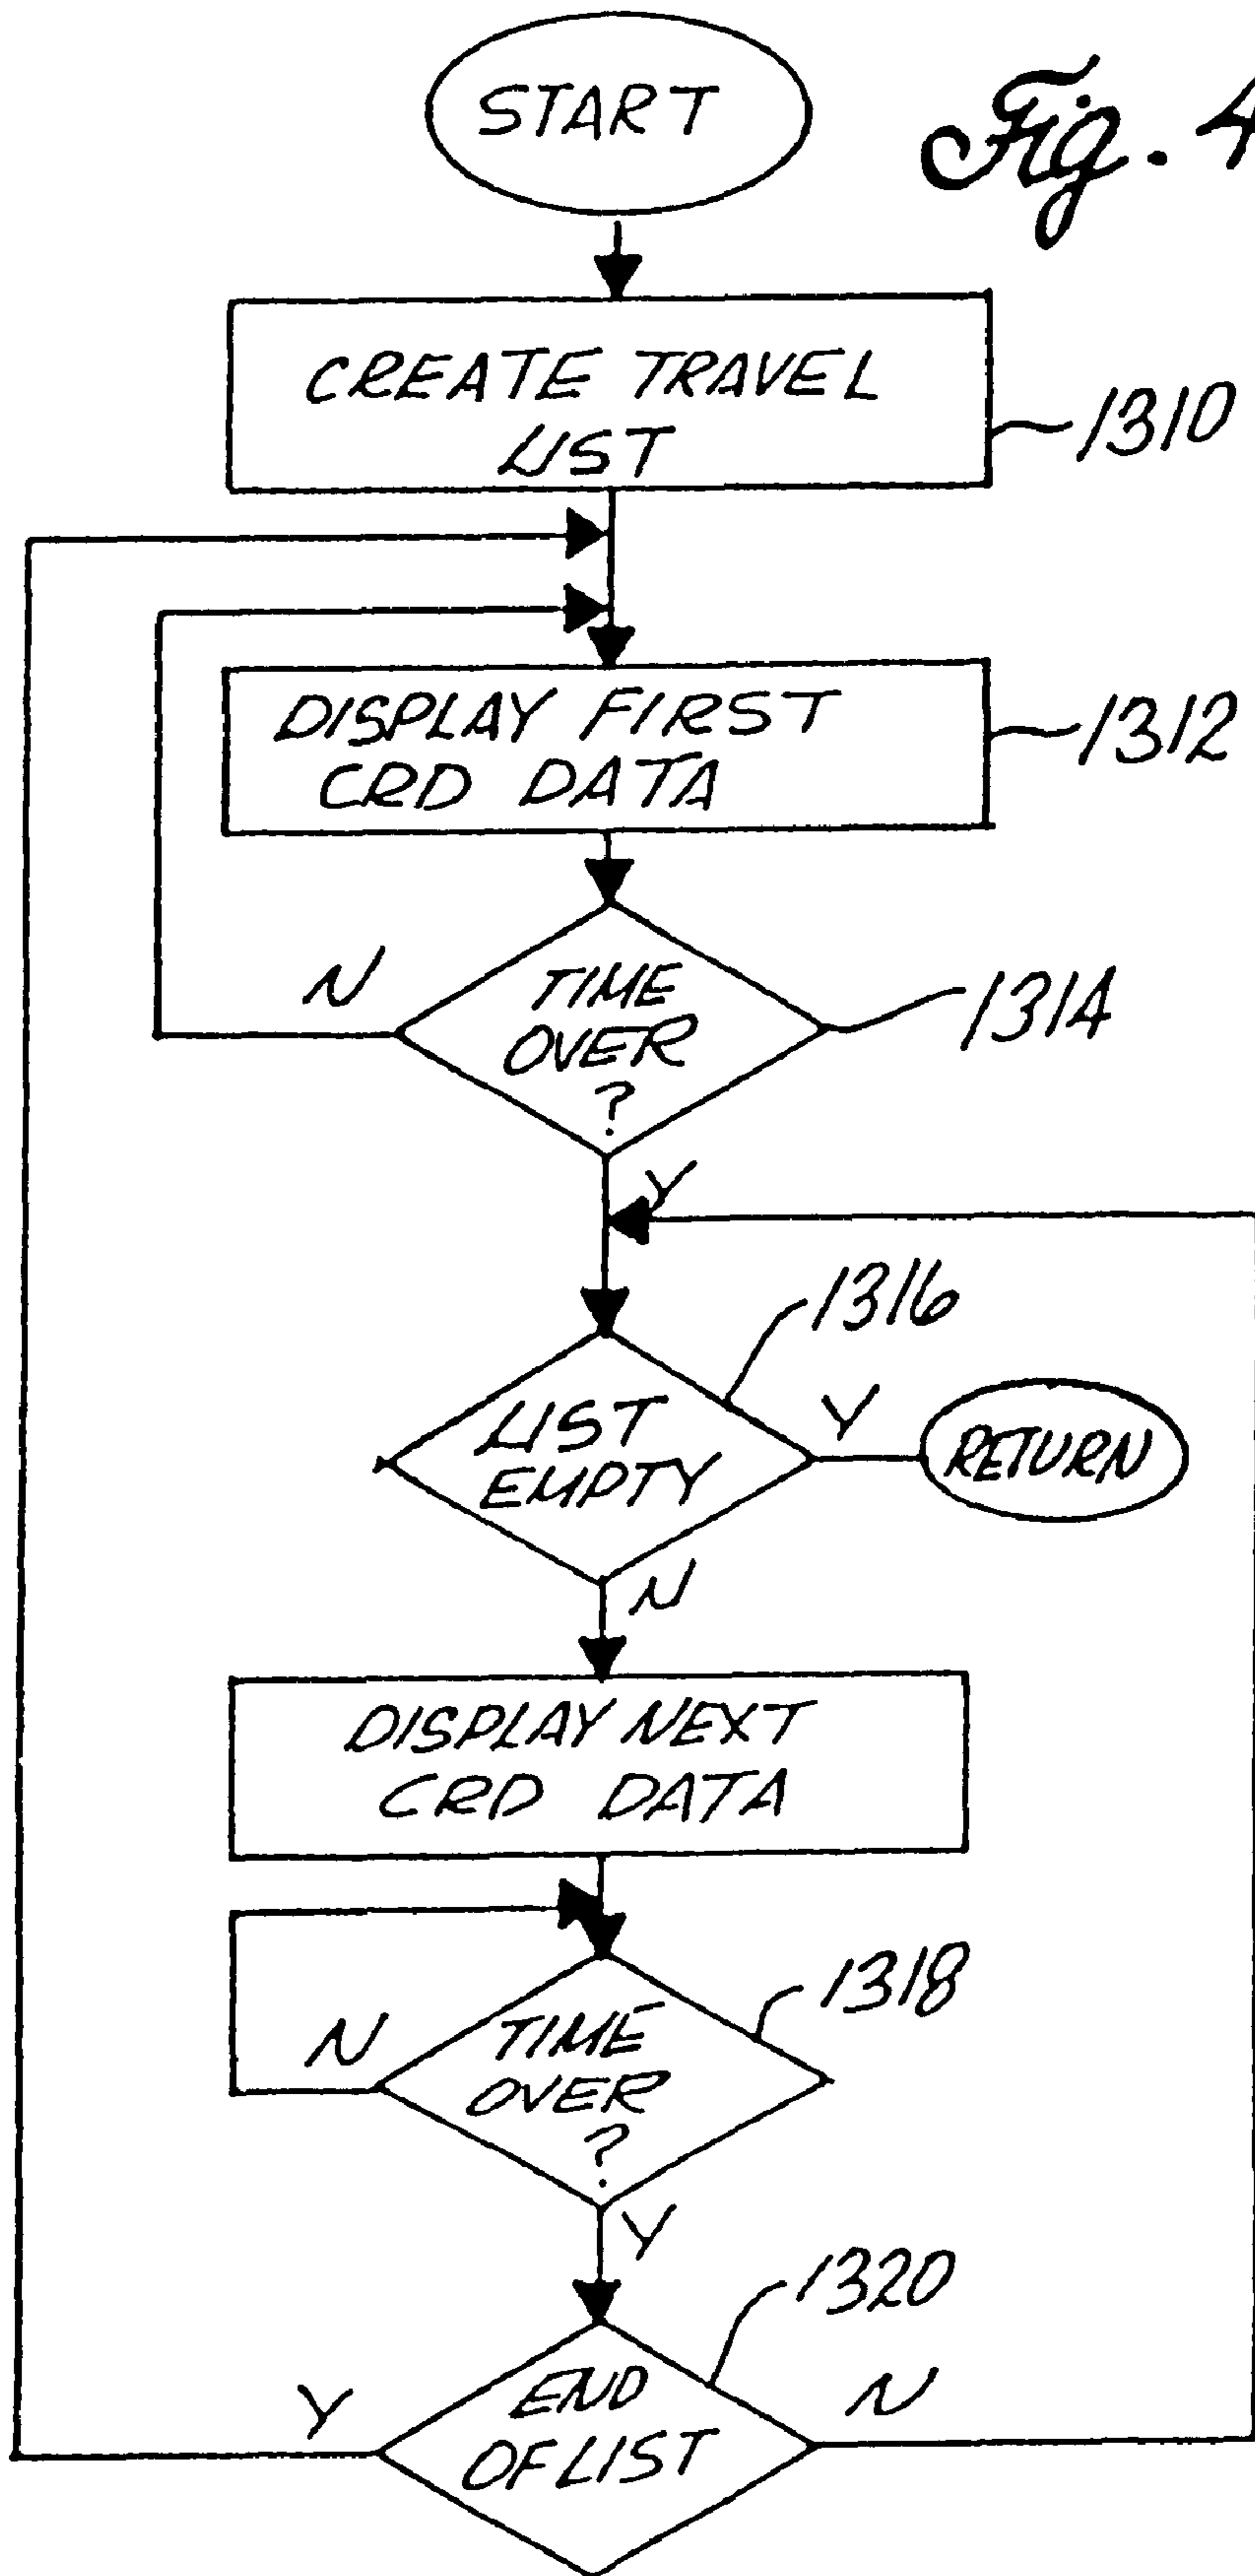 START
Fig. 4
CREATE TRAVEL
LIST
1310
DISPLAY FIRST
CRD DATA
1312
N
TIME
OVER
?
1314
Y
1316
LIST
EMPTY
Y
RETURN
N
DISPLAY NEXT
CRD DATA
1318
N
TIME
OVER
?
Y
1320
Y
END
OF LIST
N